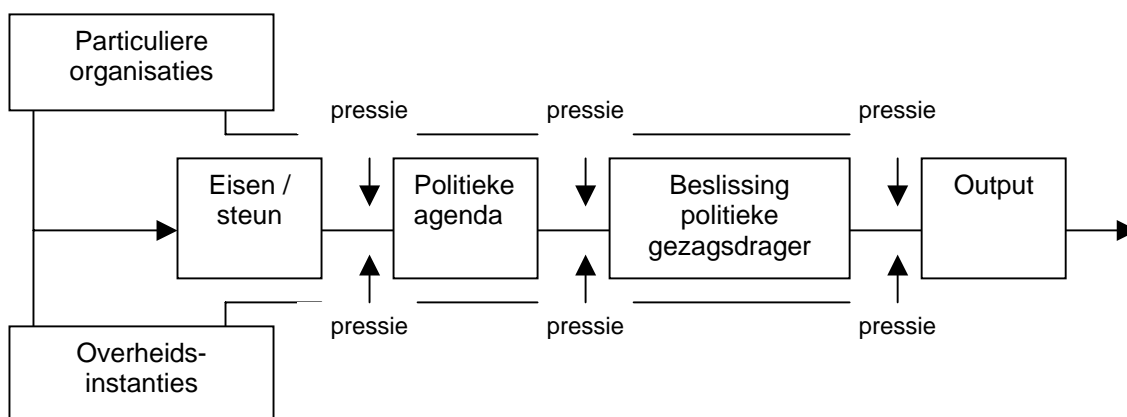 Particuliere
organisaties
pressie
pressie
pressie
Eisen /
steun
Politieke
agenda
Beslissing
politieke
gezagsdrager
Output
pressie
pressie
pressie
Overheids-
instanties